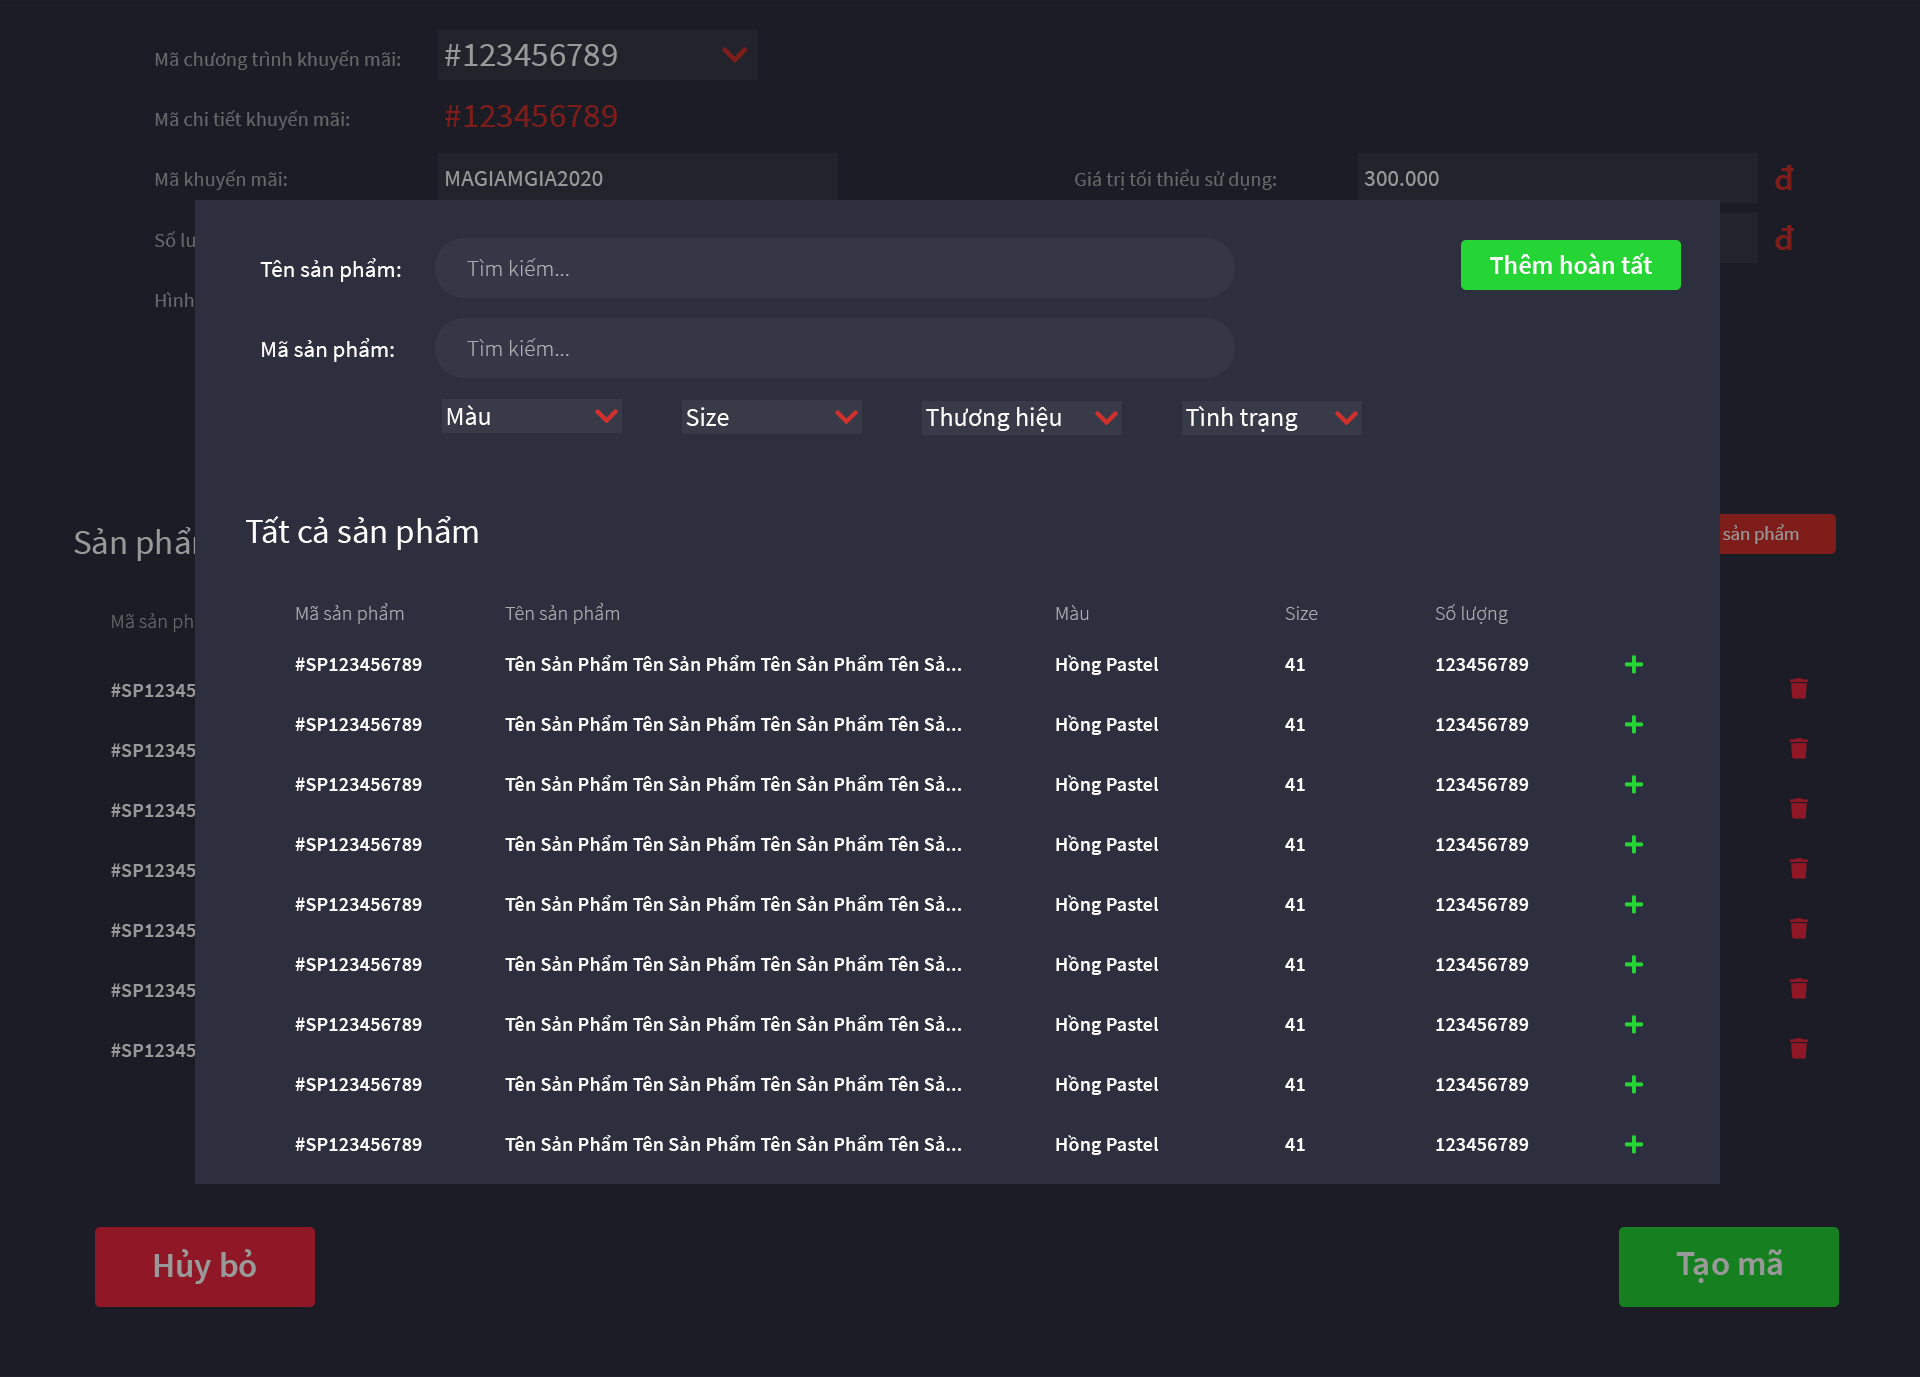 Mã chương trình khuyến mãi: #123456789
Mã chi tiết khuyến mãi: #123456789
Mã khuyến mãi: MAGIAMGIA2020 Giá trị tối thiểu sử dụng: 300.000 đ
Số lư đ
Hình
Tên sản phẩm: Tìm kiếm... Thêm hoàn tất
Mã sản phẩm: Tìm kiếm...
Màu Size Thương hiệu Tình trạng
Sản phẩ sản phẩm
Tất cả sản phẩm
Mã sản phẩm Tên sản phẩm Màu Size Số lượng
Mã sản ph
#SP123456789 Tên Sản Phẩm Tên Sản Phẩm Tên Sản Phẩm Tên Sả... Hồng Pastel 41 123456789 +
#SP12345
#SP123456789 Tên Sản Phẩm Tên Sản Phẩm Tên Sản Phẩm Tên Sả... Hồng Pastel 41 123456789 +
#SP12345
#SP123456789 Tên Sản Phẩm Tên Sản Phẩm Tên Sản Phẩm Tên Sả... Hồng Pastel 41 123456789 +
#SP12345
#SP123456789 Tên Sản Phẩm Tên Sản Phẩm Tên Sản Phẩm Tên Sả... Hồng Pastel 41 123456789 +
#SP12345
#SP123456789 Tên Sản Phẩm Tên Sản Phẩm Tên Sản Phẩm Tên Sả... Hồng Pastel 41 123456789 +
#SP12345
#SP123456789 Tên Sản Phẩm Tên Sản Phẩm Tên Sản Phẩm Tên Sả... Hồng Pastel 41 123456789 +
#SP12345
#SP123456789 Tên Sản Phẩm Tên Sản Phẩm Tên Sản Phẩm Tên Sả... Hồng Pastel 41 123456789 +
#SP12345
#SP123456789 Tên Sản Phẩm Tên Sản Phẩm Tên Sản Phẩm Tên Sả... Hồng Pastel 41 123456789 +
#SP123456789 Tên Sản Phẩm Tên Sản Phẩm Tên Sản Phẩm Tên Sả... Hồng Pastel 41 123456789 +
Hủy bỏ Tạo mã